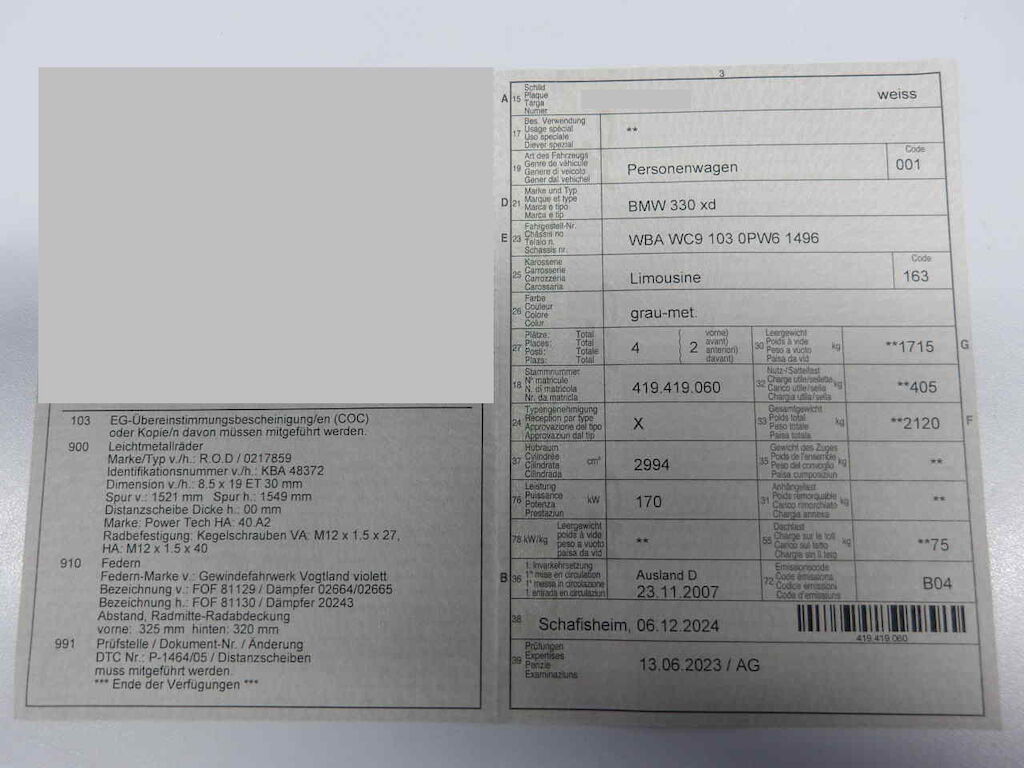 103 EG-Übereinstimmungsbescheinigung/en (COC)
oder Kopie/n davon müssen mitgeführt werden.
900 Leichtmetallräder
Marke/Typ v./h.: R.O.D / 0217859
Identifikationsnummer v./h.: KBA 48372
Dimension v./h.: 8.5 x 19 ET 30 mm
Spur v.: 1521 mm Spur h.: 1549 mm
Distanzscheibe Dicke h.: 00 mm
Marke: Power Tech HA: 40 A2
Radbefestigung: Kegelschrauben VA: M12 x 1.5 x 27,
HA: M12 x 1.5 x 40
910 Federn
Federn-Marke v.: Gewindefahrwerk Vogtland violett
Bezeichnung v.: FOF 81129 / Dämpfer 02664/02665
Bezeichnung h.: FOF 81130 / Dämpfer 20243
Abstand, Radmitte-Radabdeckung
vorne: 325 mm hinten: 320 mm
991 Prüfstelle / Dokument-Nr. / Änderung
DTC Nr.: P-1464/05 / Distanzscheiben
muss mitgeführt werden.
*** Ende der Verfügungen ***
3
A 15 Schild
Plaque
Targa
Numer
weiss
17 Bes. Verwendung
Usage spécial
Uso speciale
Diever spezial
**
19 Art des Fahrzeugs
Genre de véhicule
Genere di veicolo
Gener dal vehichel
Personenwagen
Code
001
D 21 Marke und Typ
Marque et type
Marca e tipo
Marca e tip
BMW 330 xd
E 23 Fahrgestell-Nr.
Châssis no
Telaio n.
Schassis nr.
WBA WC9 103 0PW6 1496
25 Karosserie
Carrosserie
Carrozzeria
Carossaria
Limousine
Code
163
26 Farbe
Couleur
Colore
Colur
grau-met.
27 Plätze: Total
Places: Total
Posti: Totale
Plazs: Total
4
( vorne)
avant)
anteriori)
davant)
2
30 Leergewicht
Poids à vide
Peso a vuoto
Paisa da vid
kg
**1715 G
18 Stammnummer
N° matricule
N. di matricola
Nr. da matricla
419.419.060
32 Nutz-/Sattellast
Charge utile/sellette
Carico utile/sella
Chargia utila/sella
kg
**405
24 Typengenehmigung
Réception par type
Approvazione del tipo
Approvaziun dal tip
X
33 Gesamtgewicht
Poids total
Peso totale
Paisa totala
kg
**2120 F
37 Hubraum
Cylindrée
Cilindrata
Cilindrada
cm³
2994
35 Gewicht des Zuges
Poids de l'ensemble
Peso del convoglio
Paisa cumposiziun
kg
**
76 Leistung
Puissance
Potenza
Prestaziun
kW
170
31 Anhängelast
Poids remorquable
Carico rimorchiato
Chargia annexa
kg
**
78 kW/kg Leergewicht
poids à vide
peso a vuoto
paisa da vid
**
55 Dachlast
Charge sur le toit
Carico sul tetto
Chargia sin il tetg
kg
**75
B 36 1. Inverkehrsetzung
1re mise en circulation
1a messa in circolazione
1. entrada en circulaziun
Ausland D
23.11.2007
72 Emissionscode
Code émissions
Codice emissioni
Code d'emissiuns
B04
38 Schafisheim, 06.12.2024
419.419.060
39 Prüfungen
Expertises
Perizie
Examinaziuns
13.06.2023 / AG